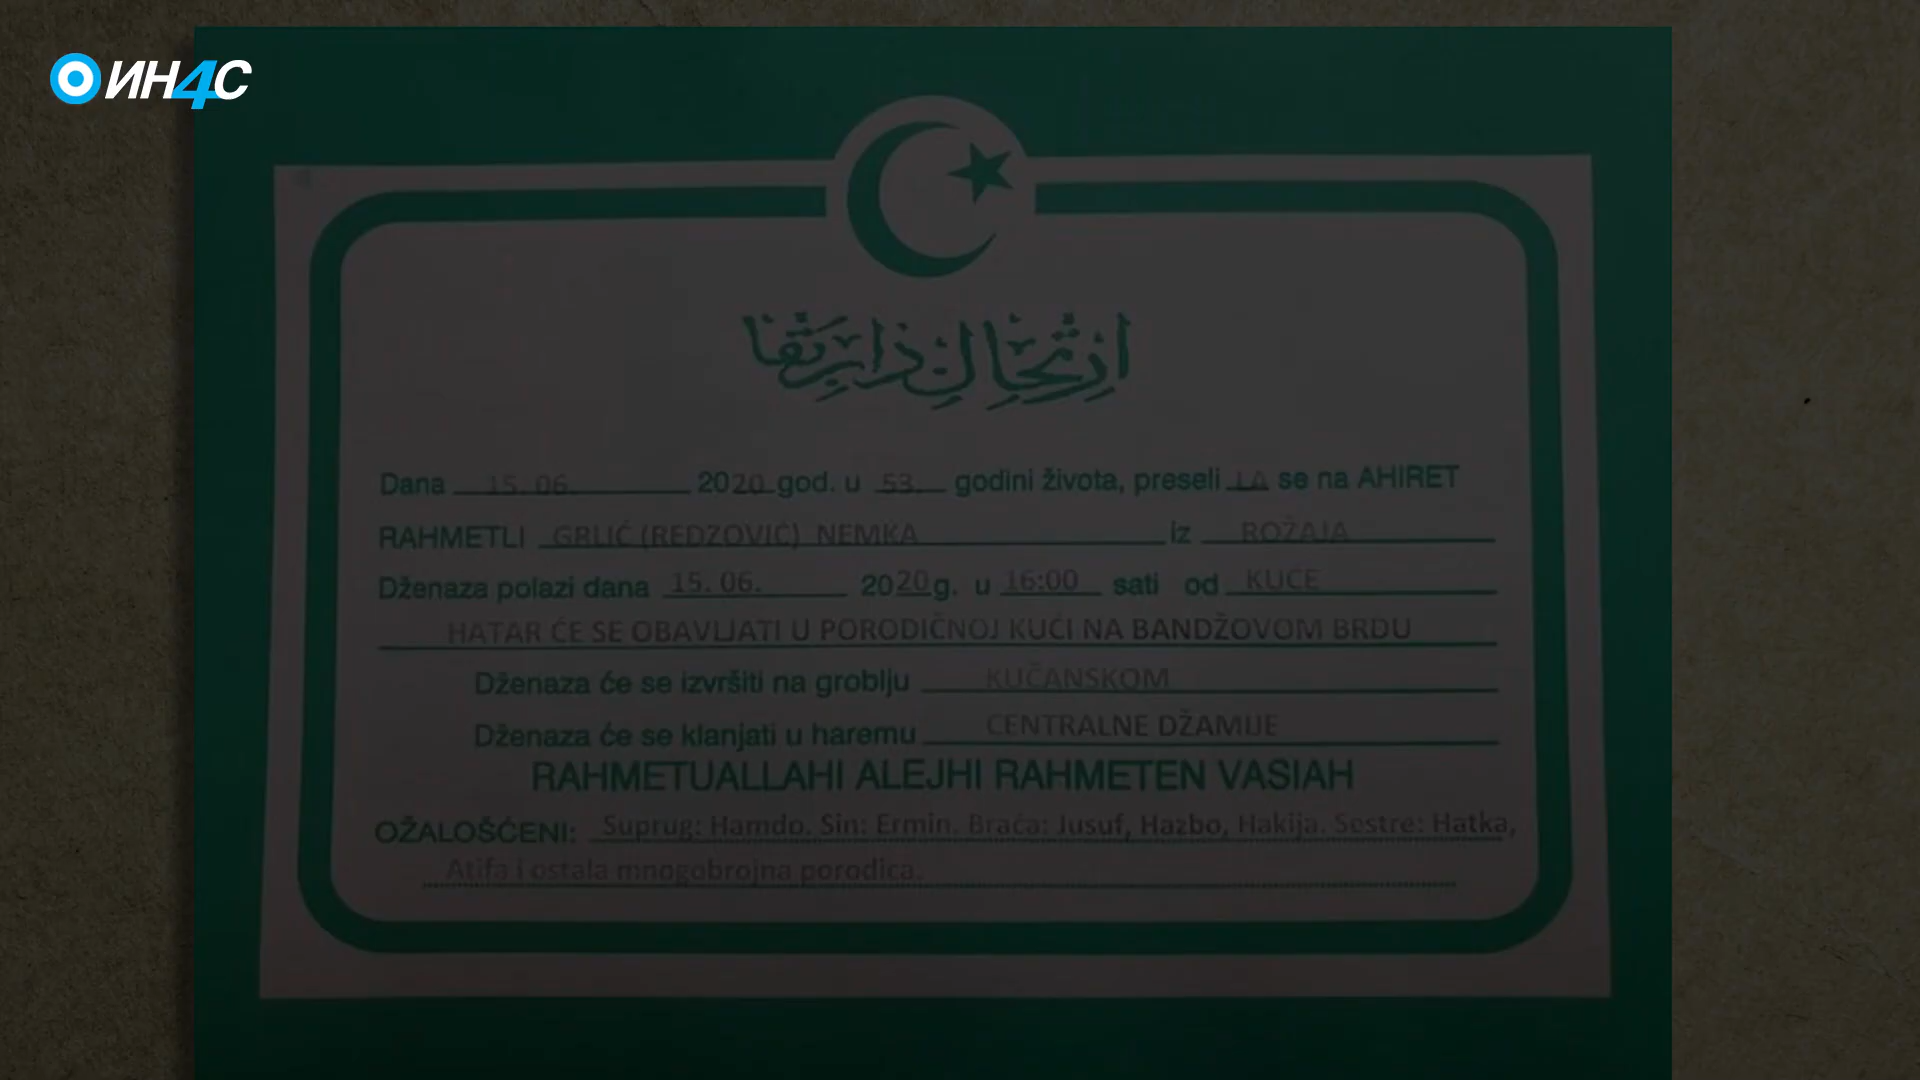 ИН4С
ارتحال دار بقا
Dana 15.06. 2020 god. u 53. godini života, preseli LA se na AHIRET
RAHMETLI GRLIĆ (REDZOVIĆ) NEMKA iz ROŽAJA
Dženaza polazi dana 15.06. 2020 g. u 16:00 sati od KUĆE
HATAR ĆE SE OBAVLJATI U PORODIČNOJ KUĆI NA BANDŽOVOM BRDU
Dženaza će se izvršiti na groblju KUČANSKOM
Dženaza će se klanjati u haremu CENTRALNE DŽAMIJE
RAHMETUALLAHI ALEJHI RAHMETEN VASIAH
OŽALOŠĆENI: Suprug: Hamdo. Sin: Ermin. Braća: Jusuf, Hazbo, Hakija. Sestre: Hatka,
Atifa i ostala mnogobrojna porodica.